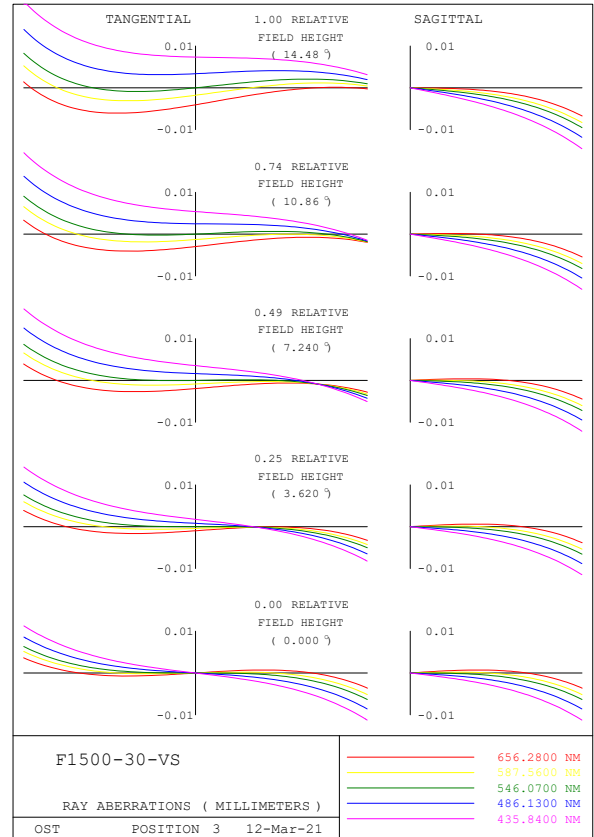 TANGENTIAL 1.00 RELATIVE SAGITTAL
FIELD HEIGHT
0.01 ( 14.48 °) 0.01
-0.01 -0.01
0.74 RELATIVE
FIELD HEIGHT
0.01 ( 10.86 °) 0.01
-0.01 -0.01
0.49 RELATIVE
FIELD HEIGHT
0.01 ( 7.240 °) 0.01
-0.01 -0.01
0.25 RELATIVE
FIELD HEIGHT
0.01 ( 3.620 °) 0.01
-0.01 -0.01
0.00 RELATIVE
FIELD HEIGHT
0.01 ( 0.000 °) 0.01
-0.01 -0.01
F1500-30-VS
RAY ABERRATIONS ( MILLIMETERS )
OST POSITION 3 12-Mar-21
656.2800 NM
587.5600 NM
546.0700 NM
486.1300 NM
435.8400 NM